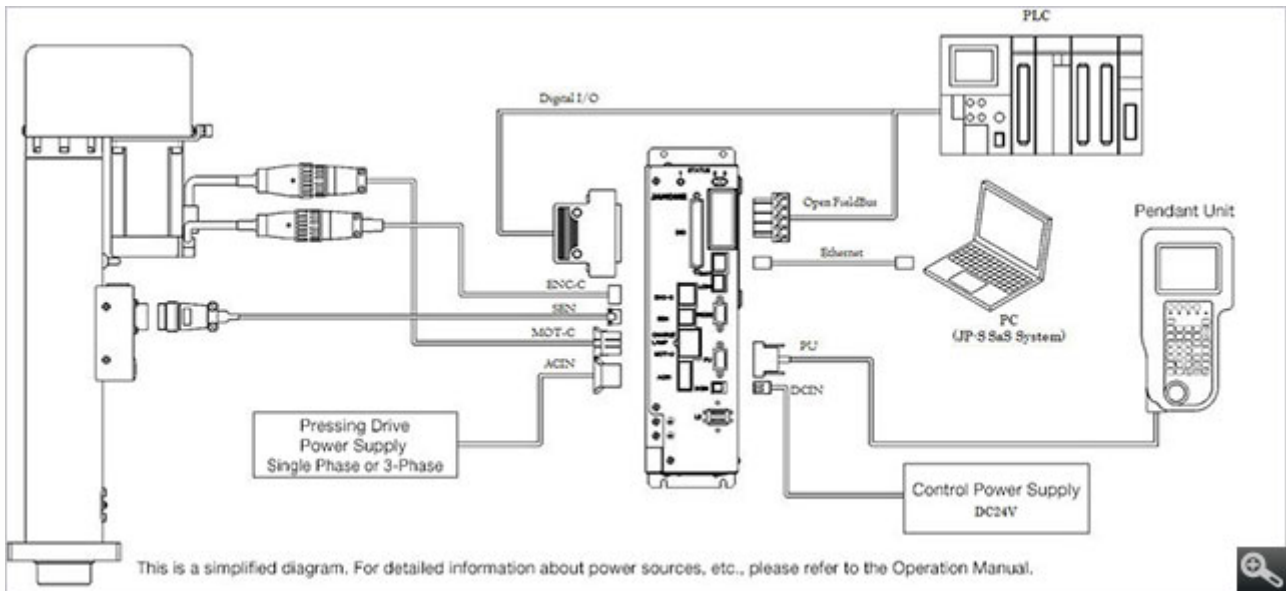 PLC
Digital I/O
STATUS
Open FieldBus
Pendant Unit
Ethernet
ENC-C
SEN
PC
(JP-S SaS System)
MOT-C
PU
ACIN
DCIN
Pressing Drive
Power Supply
Single Phase or 3-Phase
Control Power Supply
DC24V
This is a simplified diagram. For detailed information about power sources, etc., please refer to the Operation Manual.